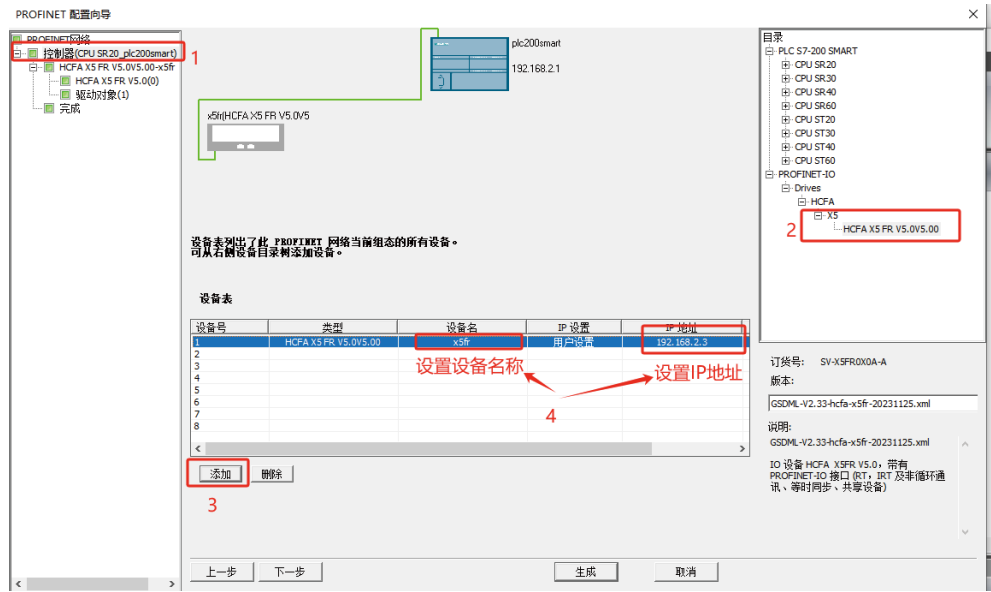 PROFINET 配置向导
PROFINET网络
控制器(CPU SR20_plc200smart)
HCFA X5 FR V5.0V5.00-x5fr
HCFA X5 FR V5.0(0)
驱动对象(1)
完成
1
plc200smart
192.168.2.1
x5fr(HCFA X5 FR V5.0V5
设备表列出了此 PROFINET 网络当前组态的所有设备。
可从右侧设备目录树添加设备。
设备表
设备号 类型 设备名 IP 设置 IP 地址
1 HCFA X5 FR V5.0V5.00 x5fr 用户设置 192.168.2.3
2
3
4
5
6
7
8
设置设备名称
设置IP地址
4
添加
删除
3
上一步
下一步
生成
取消
目录
PLC S7-200 SMART
CPU SR20
CPU SR30
CPU SR40
CPU SR60
CPU ST20
CPU ST30
CPU ST40
CPU ST60
PROFINET-IO
Drives
HCFA
X5
HCFA X5 FR V5.0V5.00
2
订货号: SV-X5FR0X0A-A
版本:
GSDML-V2.33-hcfa-x5fr-20231125.xml
说明:
GSDML-V2.33-hcfa-x5fr-20231125.xml
IO 设备 HCFA X5FR V5.0，带有
PROFINET-IO 接口 (RT，IRT 及非循环通
讯、等时同步、共享设备)